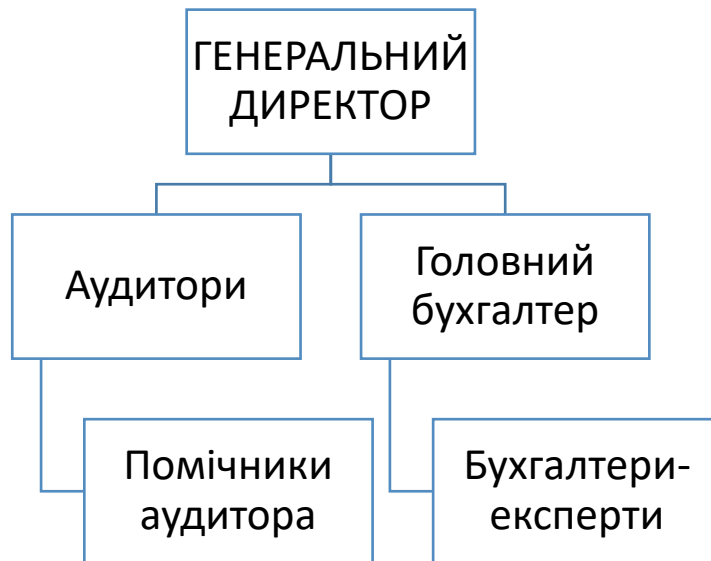 ГЕНЕРАЛЬНИЙ
ДИРЕКТОР
Аудитори
Головний
бухгалтер
Помічники
аудитора
Бухгалтери-
експерти